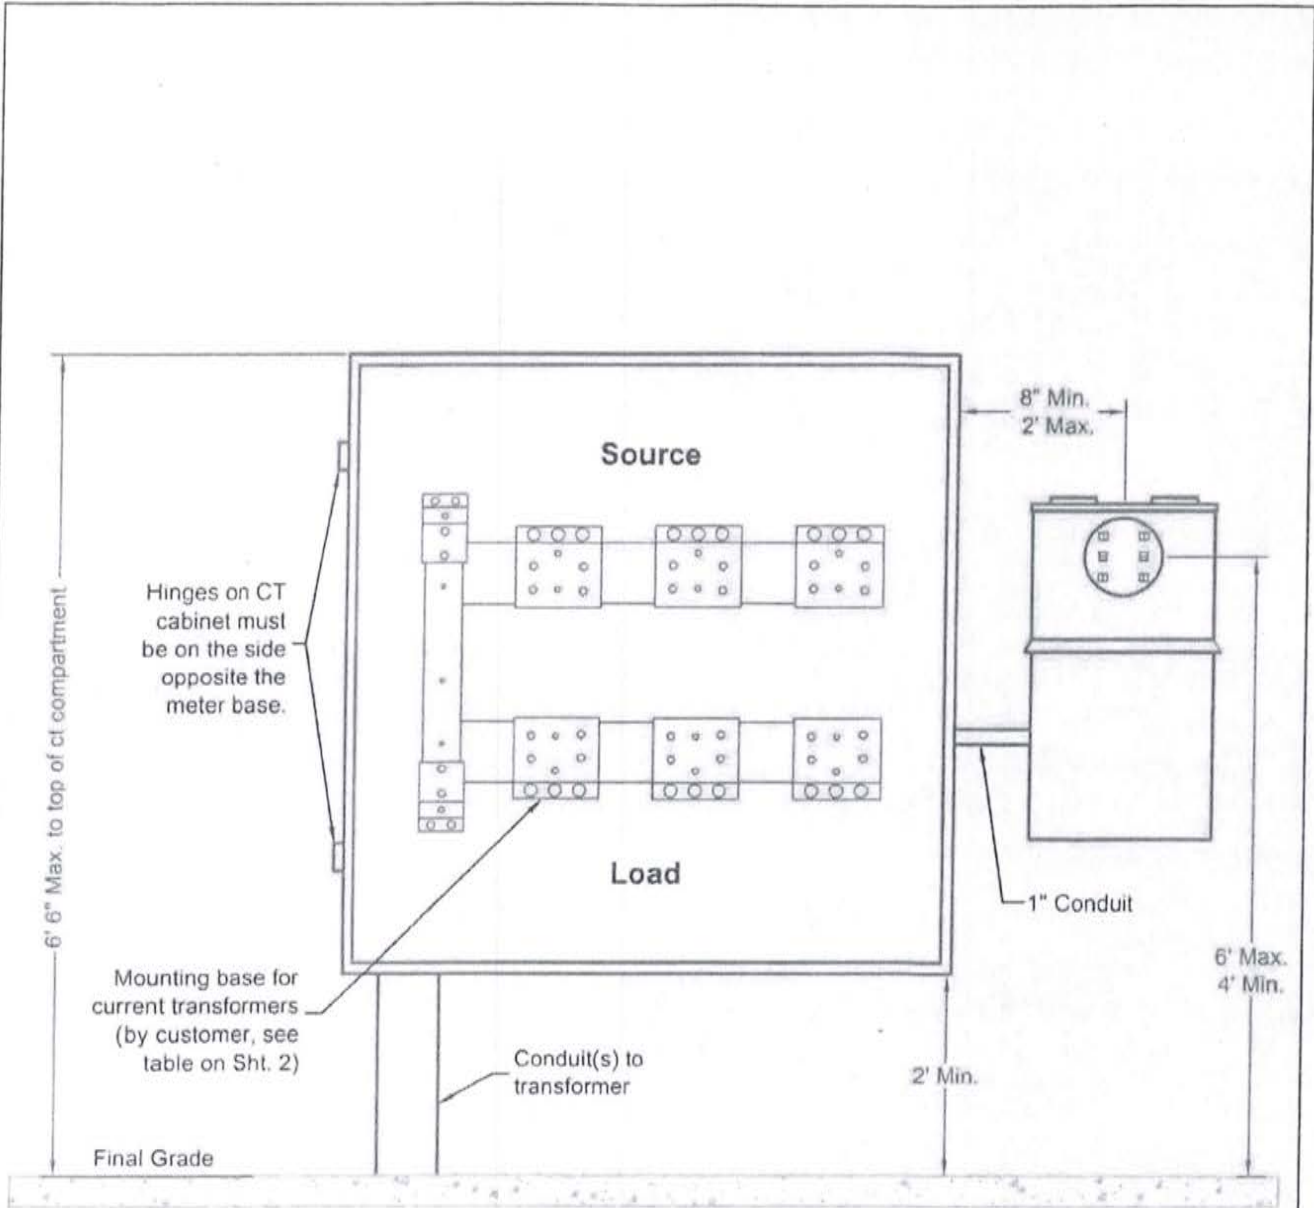 8" Min.
2' Max.
Source
Hinges on CT
cabinet must
be on the side
opposite the
meter base.
6' 6" Max. to top of ct compartment
Load
1" Conduit
6' Max.
4' Min.
Mounting base for
current transformers
(by customer, see
table on Sht. 2)
Conduit(s) to
transformer
2' Min.
Final Grade